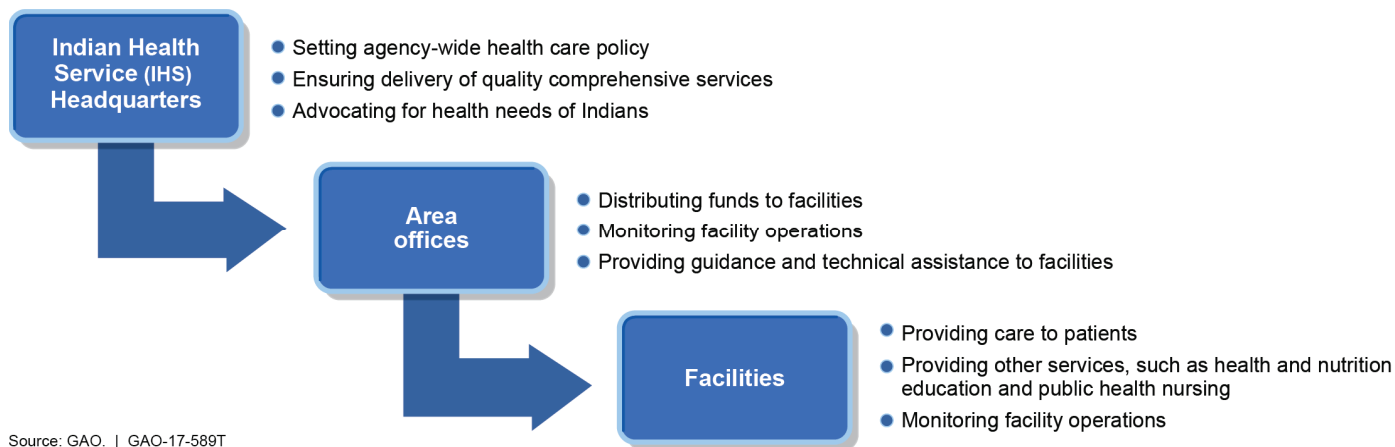 Indian Health
Service (IHS)
Headquarters
Setting agency-wide health care policy
Ensuring delivery of quality comprehensive services
Advocating for health needs of Indians
Area
offices
Distributing funds to facilities
Monitoring facility operations
Providing guidance and technical assistance to facilities
Facilities
Providing care to patients
Providing other services, such as health and nutrition
education and public health nursing
Monitoring facility operations
Source: GAO. | GAO-17-589T